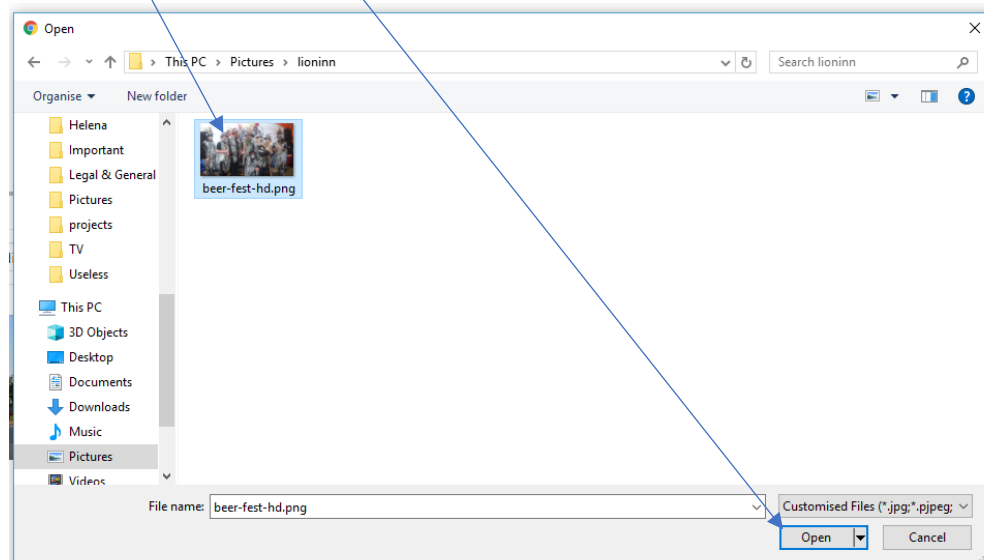 Open
This PC > Pictures > lioninn
Search lioninn
Organise
New folder
Helena
Important
Legal & General
Pictures
projects
TV
Useless
This PC
3D Objects
Desktop
Documents
Downloads
Music
Pictures
Videos
beer-fest-hd.png
File name: beer-fest-hd.png
Customised Files (*.jpg;*.pjpeg;
Open
Cancel